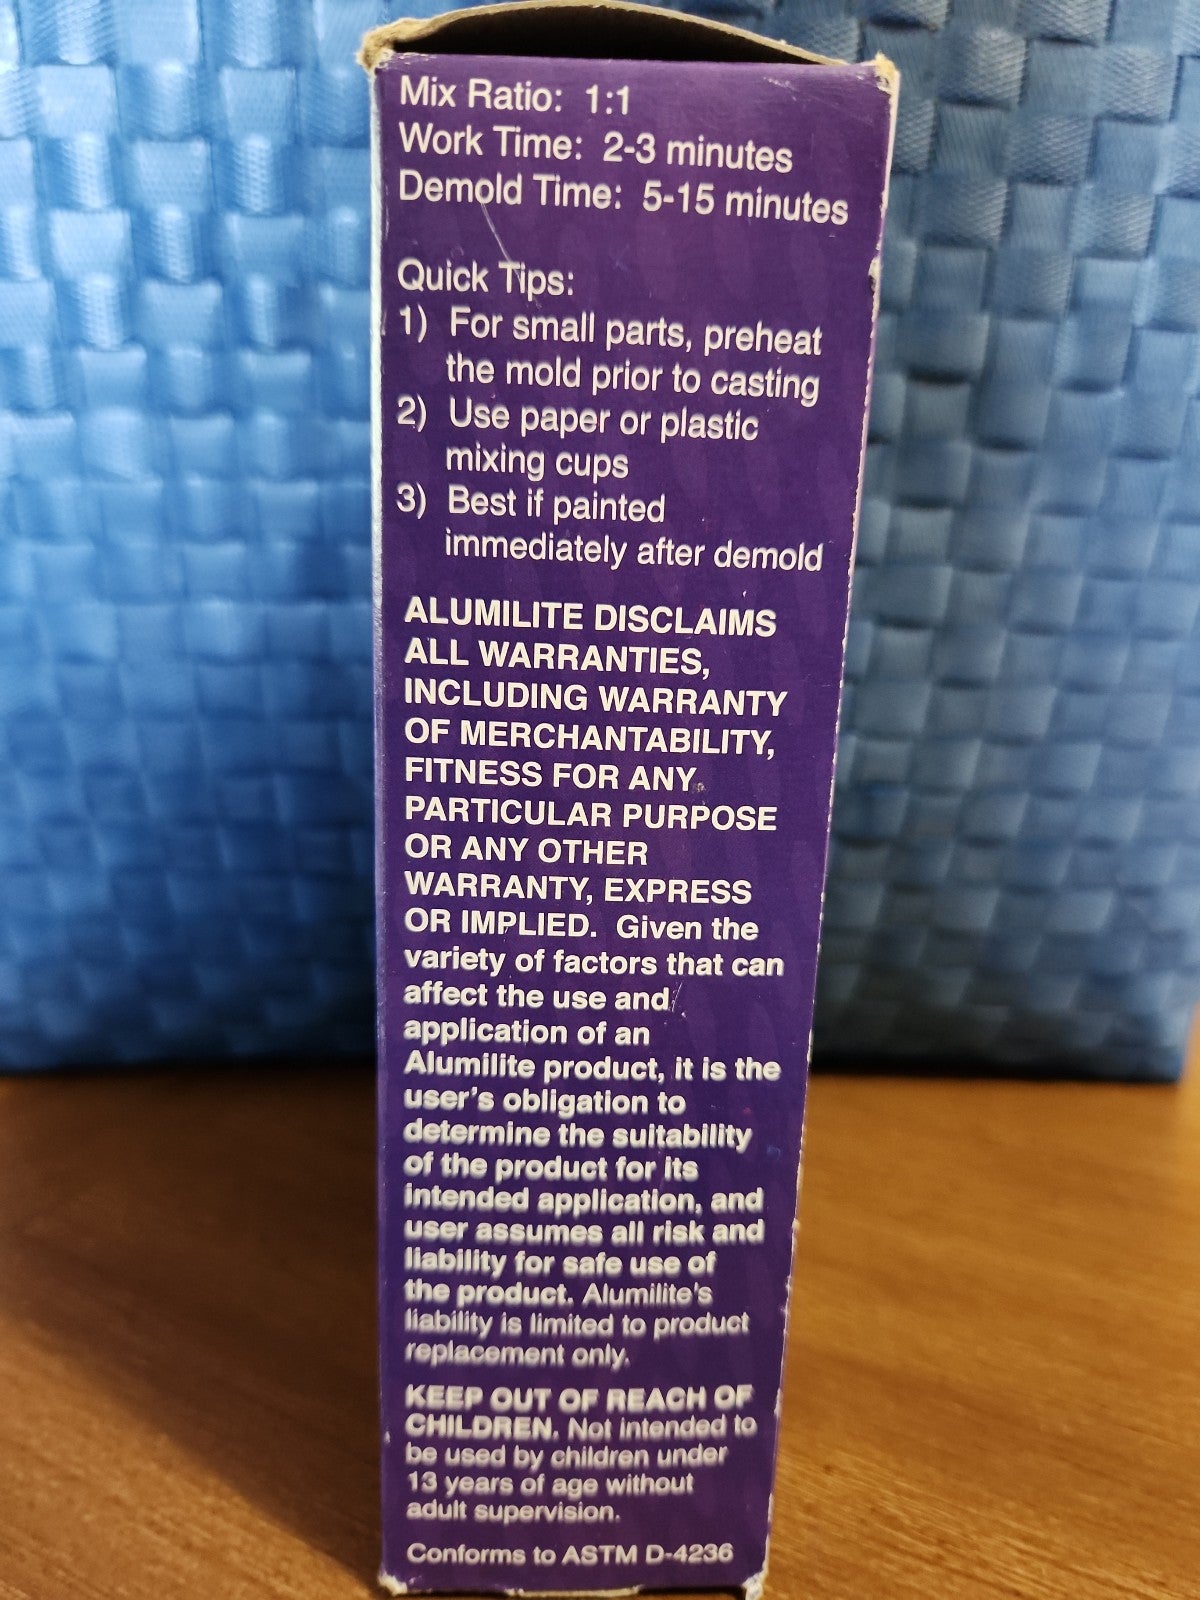 Mix Ratio: 1:1
Work Time: 2-3 minutes
Demold Time: 5-15 minutes
Quick Tips:
1) For small parts, preheat
the mold prior to casting
2) Use paper or plastic
mixing cups
3) Best if painted
immediately after demold
ALUMILITE DISCLAIMS
ALL WARRANTIES,
INCLUDING WARRANTY
OF MERCHANTABILITY,
FITNESS FOR ANY
PARTICULAR PURPOSE
OR ANY OTHER
WARRANTY, EXPRESS
OR IMPLIED. Given the
variety of factors that can
affect the use and
application of an
Alumilite product, it is the
user's obligation to
determine the suitability
of the product for its
intended application, and
user assumes all risk and
liability for safe use of
the product. Alumilite's
liability is limited to product
replacement only.
KEEP OUT OF REACH OF
CHILDREN. Not intended to
be used by children under
13 years of age without
adult supervision.
Conforms to ASTM D-4236